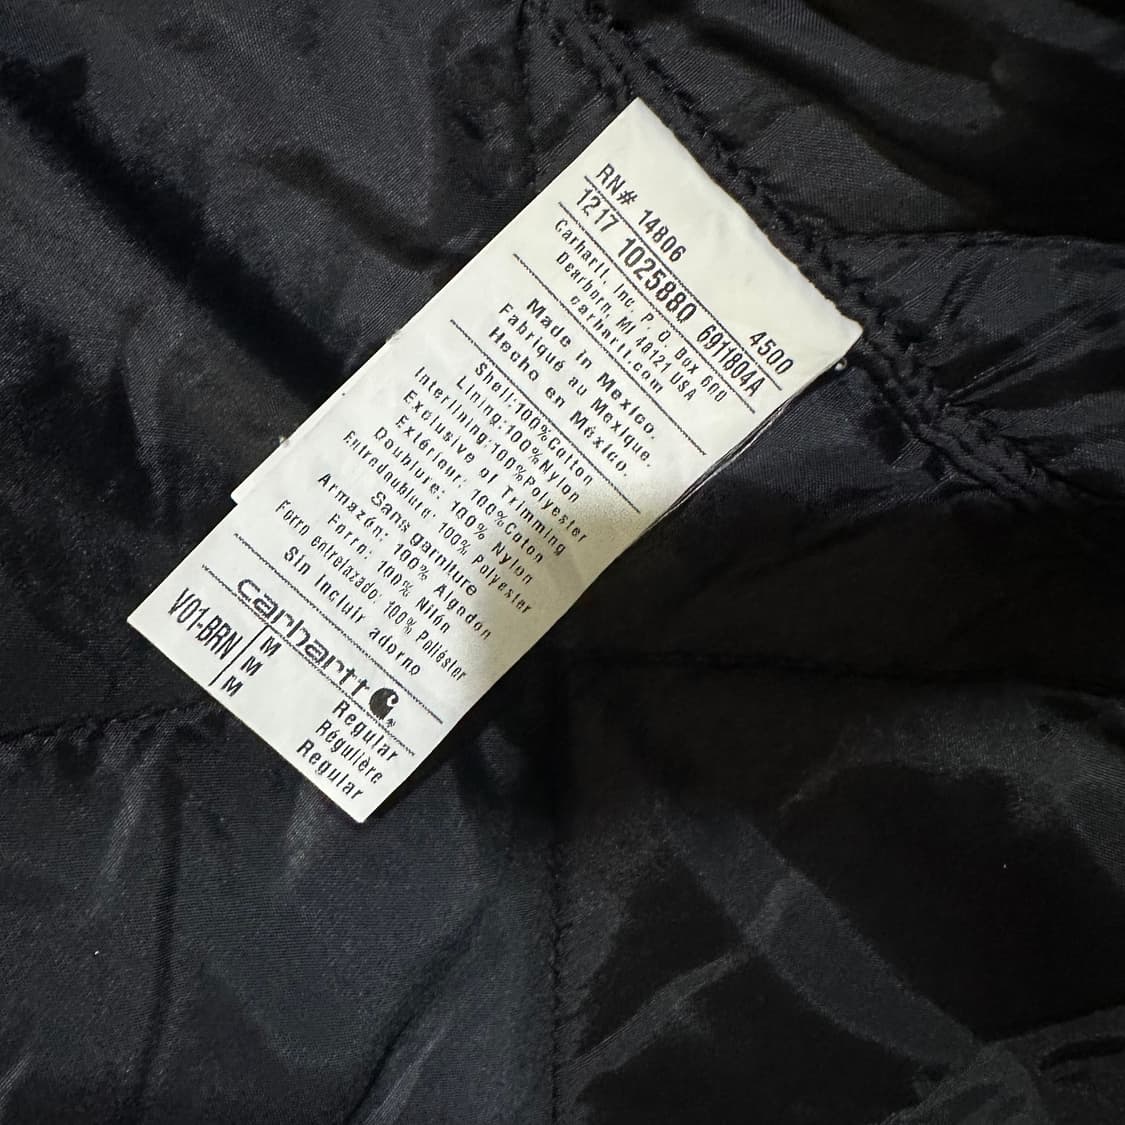 RN# 14806 4500
1217 1025880 6911804A
Carhartt, Inc. P. O. Box 600
Dearborn, MI 48121 USA
carhartt.com
Made in Mexico.
Fabriqué au Mexique.
Hecho en México.
Shell:100%Cotton
Lining:100%Nylon
Interlining:100%Polyester
Exclusive of Trimming
Extérieur: 100%Coton
Doublure: 100% Nylon
Entredoublure: 100% Polyester
Sans garniture
Armazón: 100% Algodon
Forro: 100% Nilón
Forro entrelazado: 100% Poliéster
Sin incluir adorno
carhartt
V01-BRN M Regular
M Régulière
M Regular